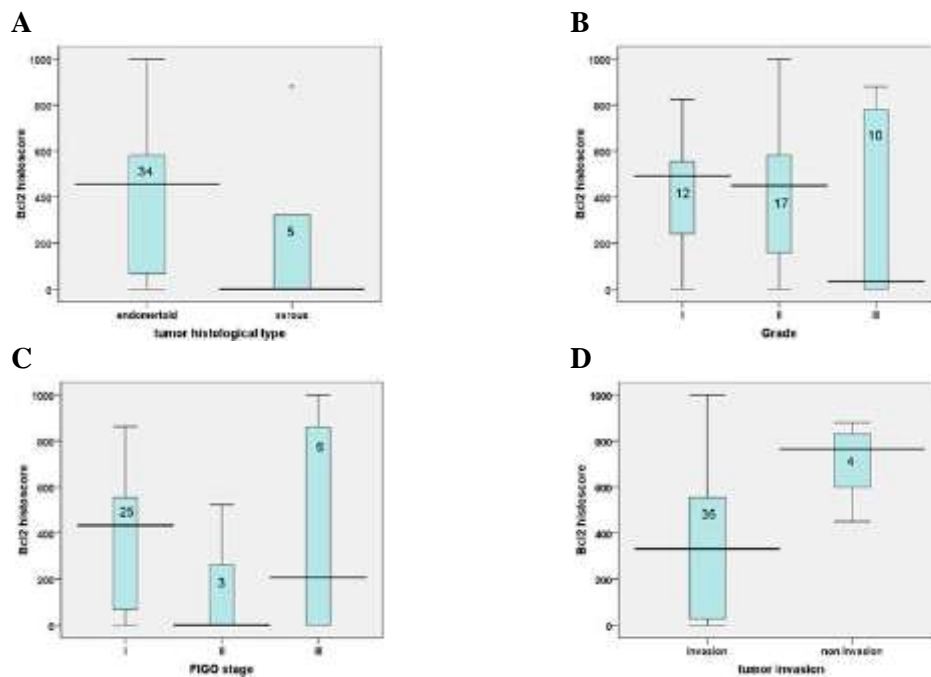 A
1000
800
600
400
200
0
Bcl2 histoscore
34
5
endometroid
serous
tumor histological type
B
1000
800
600
400
200
0
Bcl2 histoscore
12
17
10
I
II
III
Grade
C
1000
800
600
400
200
0
Bcl2 histoscore
25
3
6
I
II
III
FIGO stage
D
1000
800
600
400
200
0
Bcl2 histoscore
35
4
invasion
non invasion
tumor invasion